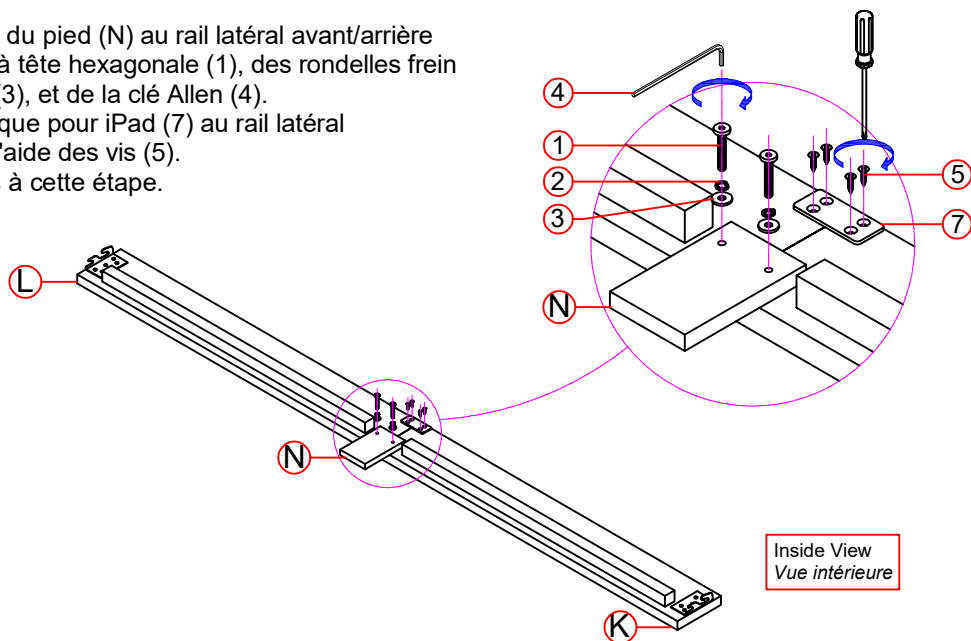 du pied (N) au rail latéral avant/arrière
à tête hexagonale (1), des rondelles frein
(3), et de la clé Allen (4).
que pour iPad (7) au rail latéral
'aide des vis (5).
à cette étape.
4
1
2
3
5
7
N
L
N
K
Inside View
Vue intérieure